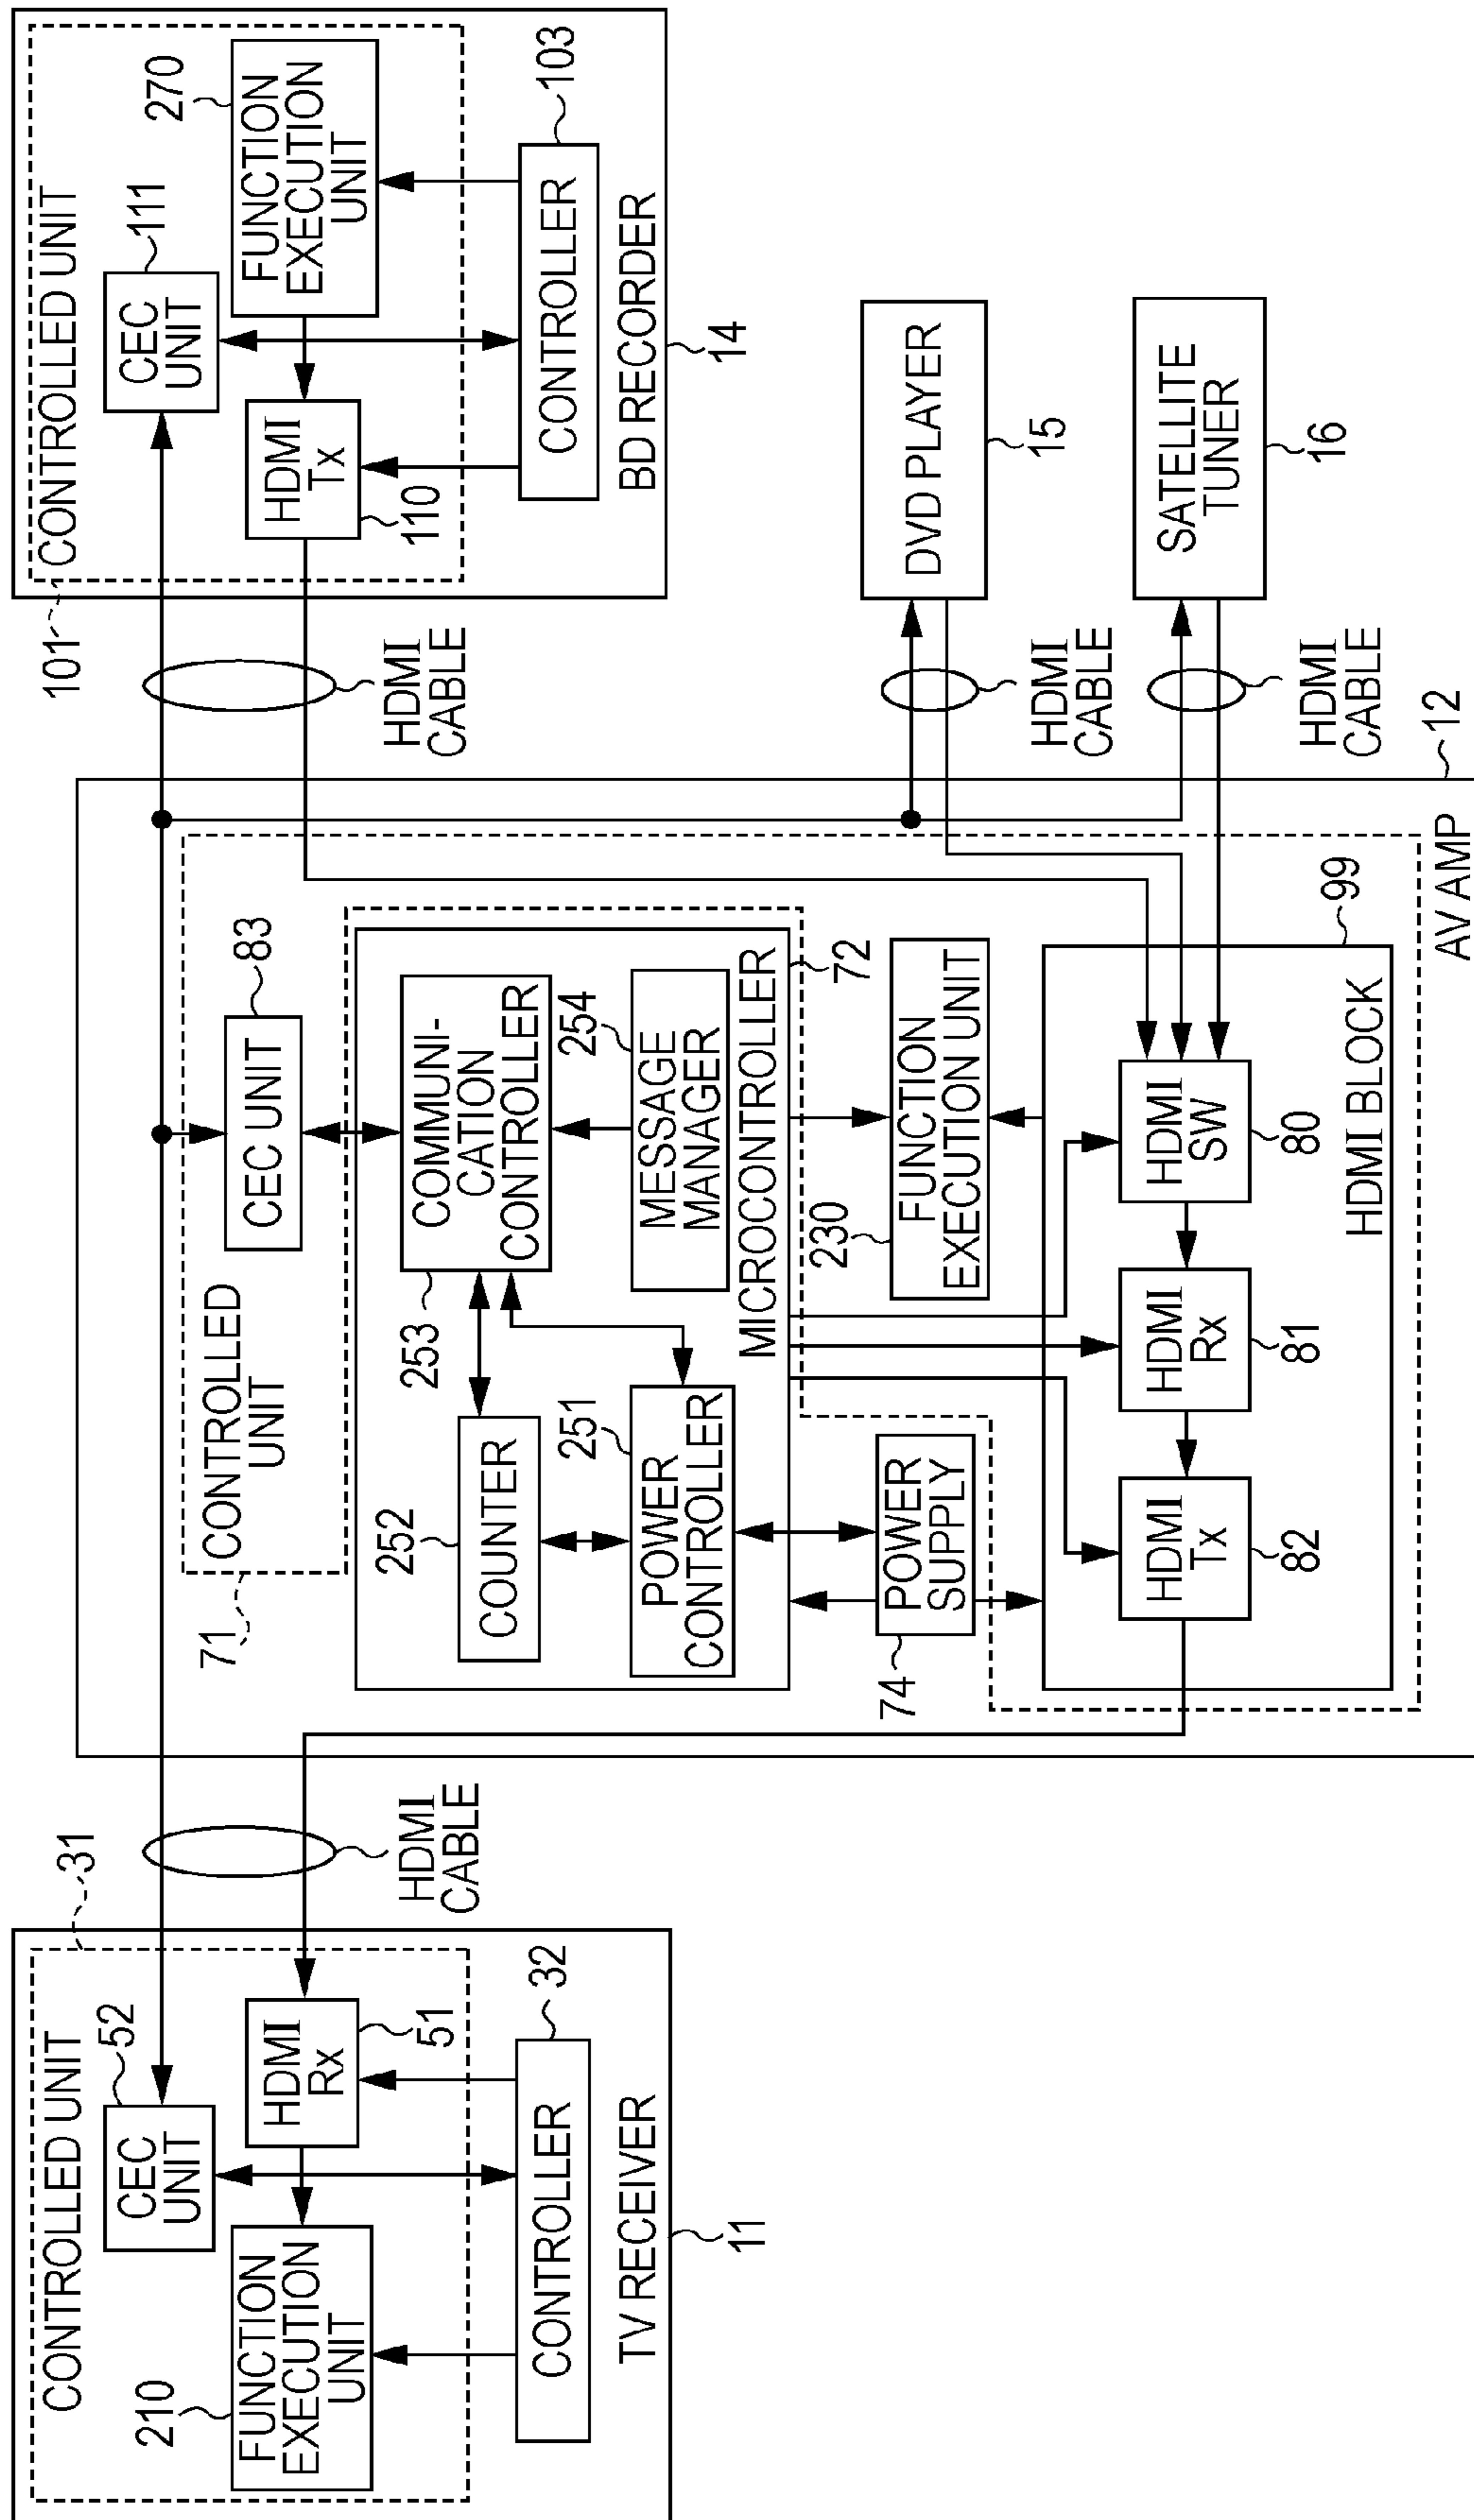 CONTROLLED UNIT
31
210
52
CEC
UNIT
FUNCTION
EXECUTION
UNIT
HDMI
Rx
51
CONTROLLER
32
TV RECEIVER
11
HDMI
CABLE
71
CONTROLLED
UNIT
CEC UNIT
83
252
COUNTER
253
COMMUNI-
CATION
CONTROLLER
251
POWER
CONTROLLER
254
MESSAGE
MANAGER
MICROCONTROLLER
72
74
POWER
SUPPLY
230
FUNCTION
EXECUTION UNIT
HDMI
Tx
82
HDMI
Rx
81
HDMI
SW
80
HDMI BLOCK
99
AV AMP
12
101
CONTROLLED UNIT
CEC
UNIT
111
270
FUNCTION
EXECUTION
UNIT
HDMI
Tx
110
CONTROLLER
103
BD RECORDER
14
HDMI
CABLE
DVD PLAYER
15
HDMI
CABLE
SATELLITE
TUNER
16
HDMI
CABLE